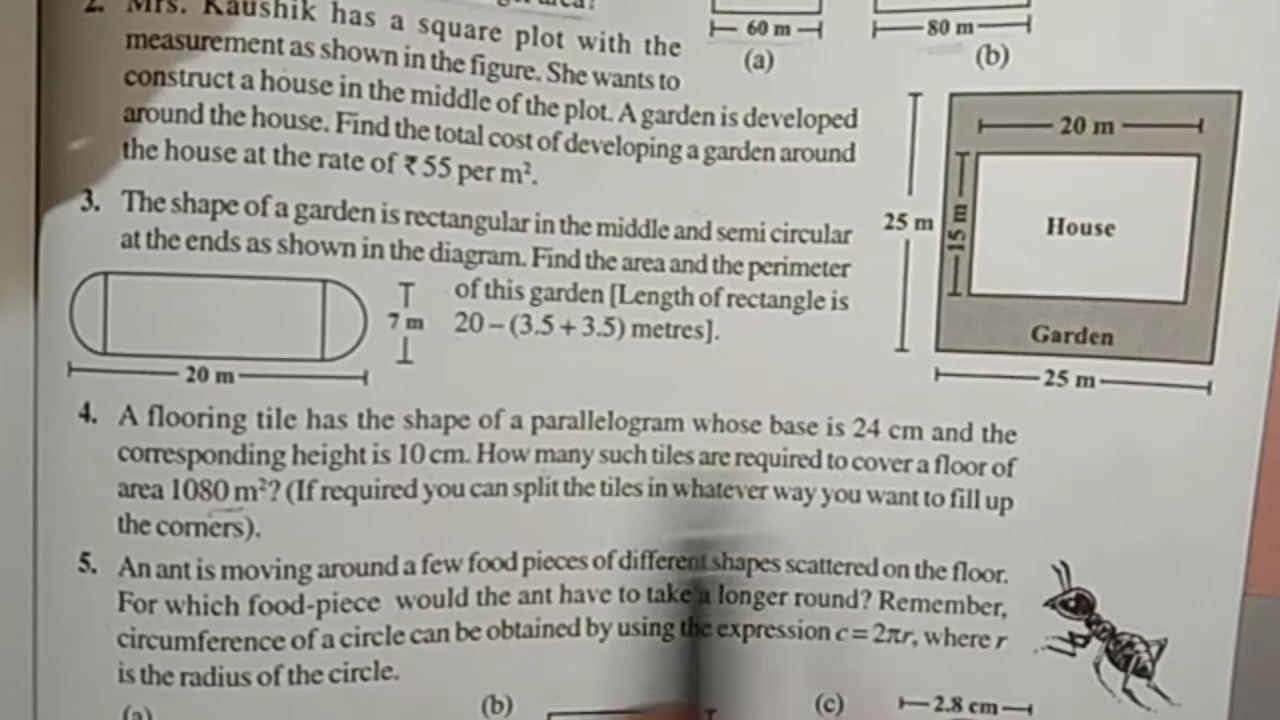 60 m
80 m
(a)
(b)
2. Mrs. Kaushik has a square plot with the
measurement as shown in the figure. She wants to
construct a house in the middle of the plot. A garden is developed
around the house. Find the total cost of developing a garden around
the house at the rate of ₹ 55 per m².
20 m
25 m
15 m
House
Garden
25 m
3. The shape of a garden is rectangular in the middle and semi circular
at the ends as shown in the diagram. Find the area and the perimeter
of this garden [Length of rectangle is
20 – (3.5 + 3.5) metres].
7 m
20 m
4. A flooring tile has the shape of a parallelogram whose base is 24 cm and the
corresponding height is 10 cm. How many such tiles are required to cover a floor of
area 1080 m²? (If required you can split the tiles in whatever way you want to fill up
the corners).
5. An ant is moving around a few food pieces of different shapes scattered on the floor.
For which food-piece would the ant have to take a longer round? Remember,
circumference of a circle can be obtained by using the expression c = 2πr, where r
is the radius of the circle.
(a)
(b)
(c)
2.8 cm